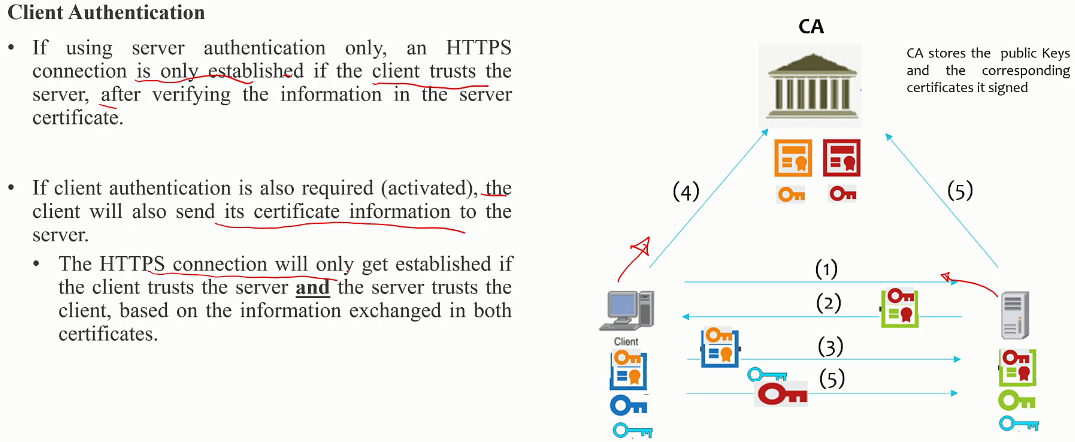 Client Authentication
• If using server authentication only, an HTTPS
connection is only established if the client trusts the
server, after verifying the information in the server
certificate.
• If client authentication is also required (activated), the
client will also send its certificate information to the
server.
• The HTTPS connection will only get established if
the client trusts the server and the server trusts the
client, based on the information exchanged in both
certificates.
CA
CA stores the public Keys
and the corresponding
certificates it signed
(4)
(5)
(1)
(2)
Client
(3)
(5)